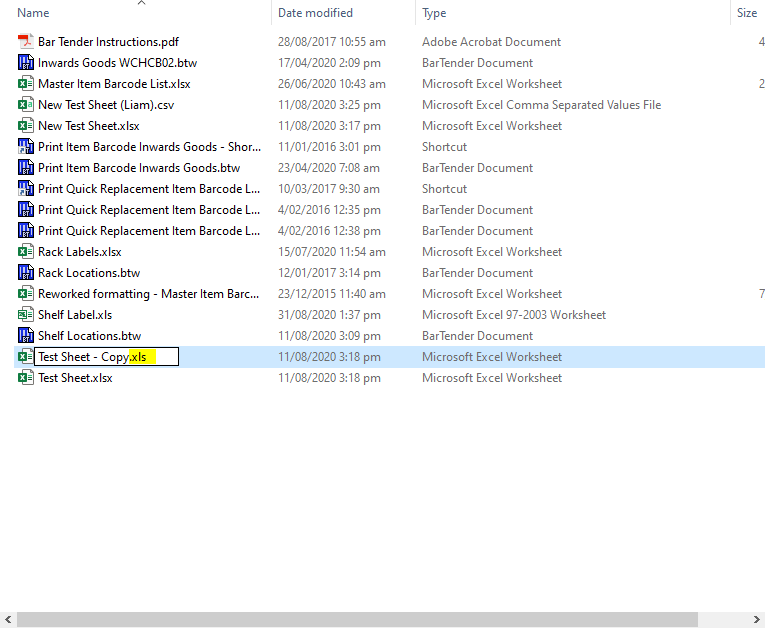 Name Date modified Type Size
Bar Tender Instructions.pdf 28/08/2017 10:55 am Adobe Acrobat Document 4
Inwards Goods WCHCB02.btw 17/04/2020 2:09 pm BarTender Document
Master Item Barcode List.xlsx 26/06/2020 10:43 am Microsoft Excel Worksheet 2
New Test Sheet (Liam).csv 11/08/2020 3:25 pm Microsoft Excel Comma Separated Values File
New Test Sheet.xlsx 11/08/2020 3:17 pm Microsoft Excel Worksheet
Print Item Barcode Inwards Goods - Shor... 11/01/2016 3:01 pm Shortcut
Print Item Barcode Inwards Goods.btw 23/04/2020 7:08 am BarTender Document
Print Quick Replacement Item Barcode L... 10/03/2017 9:30 am Shortcut
Print Quick Replacement Item Barcode L... 4/02/2016 12:35 pm BarTender Document
Print Quick Replacement Item Barcode L... 4/02/2016 12:38 pm BarTender Document
Rack Labels.xlsx 15/07/2020 11:54 am Microsoft Excel Worksheet
Rack Locations.btw 12/01/2017 3:14 pm BarTender Document
Reworked formatting - Master Item Barc... 23/12/2015 11:40 am Microsoft Excel Worksheet 7
Shelf Label.xls 31/08/2020 1:37 pm Microsoft Excel 97-2003 Worksheet
Shelf Locations.btw 11/08/2020 3:09 pm BarTender Document
Test Sheet - Copy.xls 11/08/2020 3:18 pm Microsoft Excel Worksheet
Test Sheet.xlsx 11/08/2020 3:18 pm Microsoft Excel Worksheet